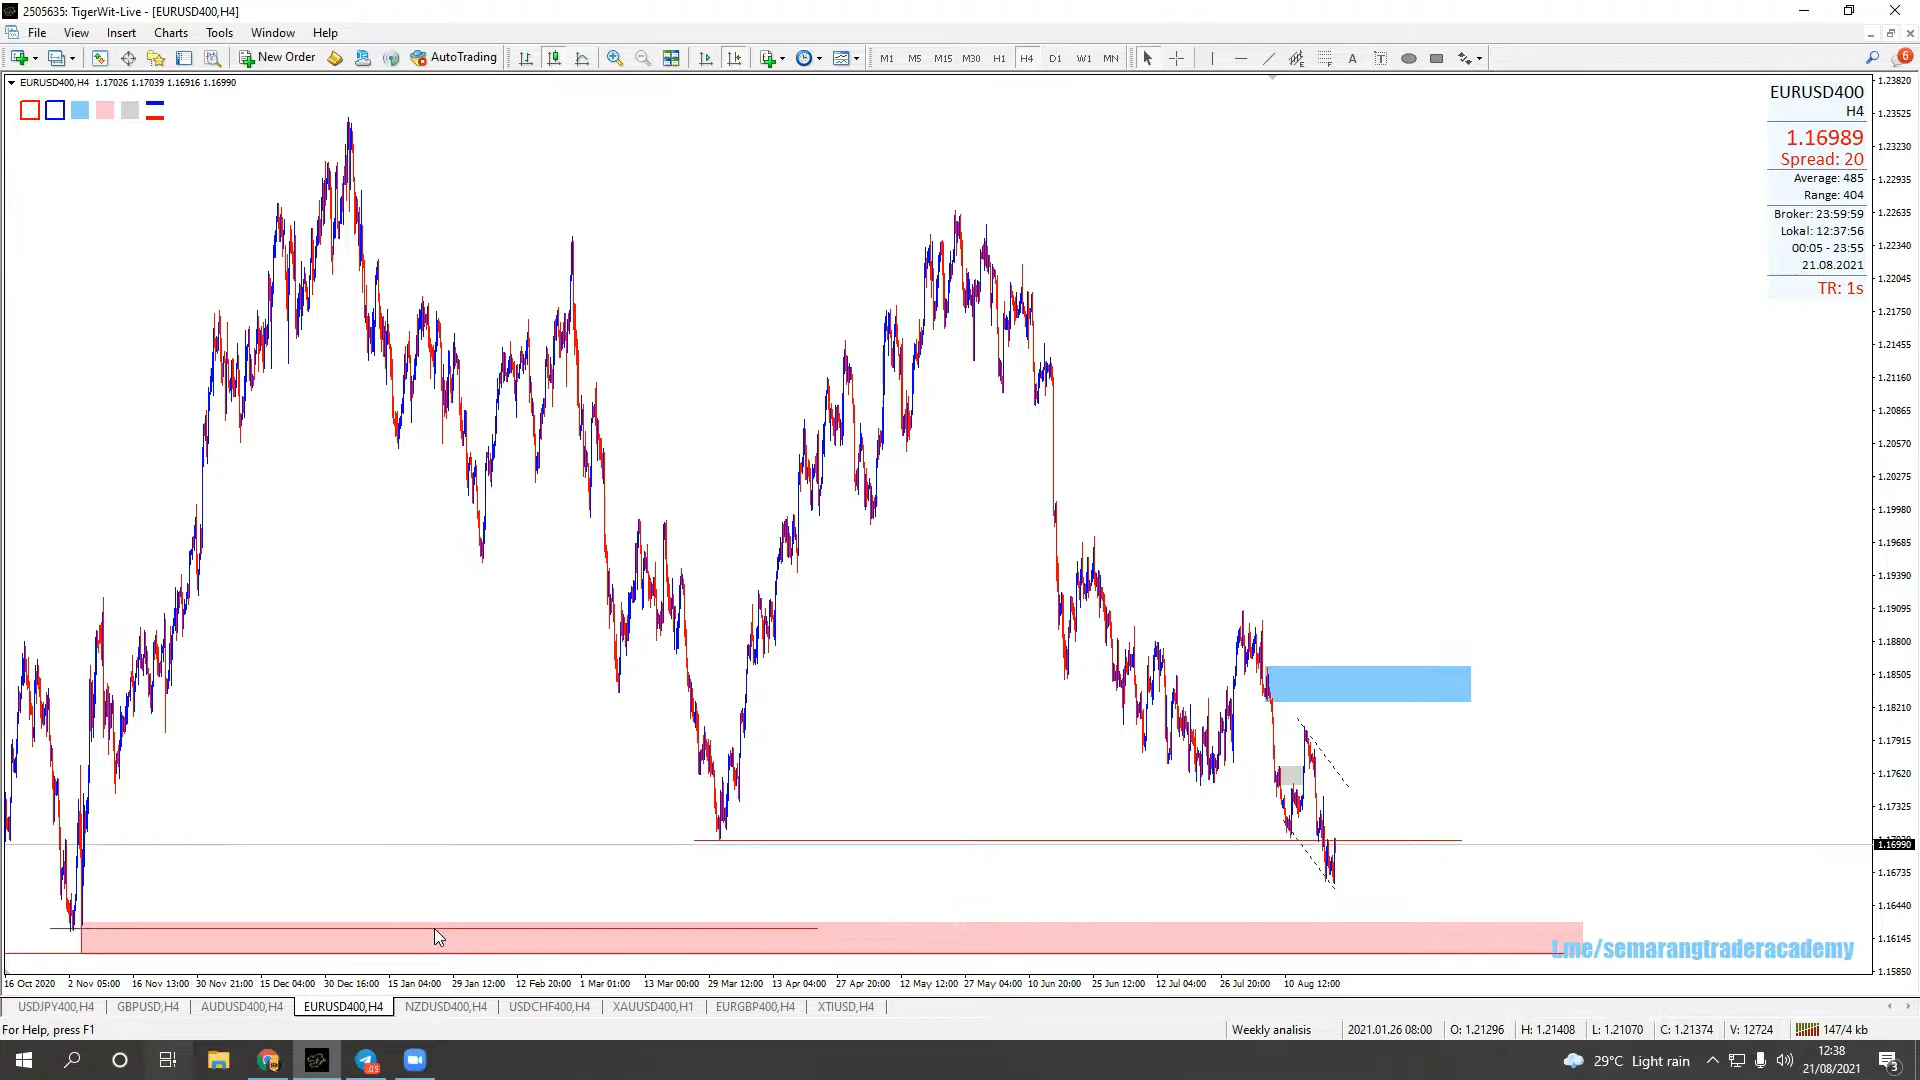 2505635: TigerWit-Live - [EURUSD400,H4]
File View Insert Charts Tools Window Help
New Order AutoTrading M1 M5 M15 M30 H1 H4 D1 W1 MN A T 6
EURUSD400,H4 1.17026 1.17039 1.16916 1.16990
EURUSD400
H4
1.16989
Spread: 20
Average: 485
Range: 404
Broker: 23:59:59
Lokal: 12:37:56
00:05 - 23:55
21.08.2021
TR: 1s
1.23820
1.23525
1.23230
1.22935
1.22635
1.22340
1.22045
1.21750
1.21455
1.21160
1.20865
1.20570
1.20275
1.19980
1.19685
1.19390
1.19095
1.18800
1.18505
1.18210
1.17915
1.17620
1.17325
1.16990
1.16735
1.16440
1.16145
1.15850
t.me/semarangtraderacademy
16 Oct 2020 2 Nov 05:00 16 Nov 13:00 30 Nov 21:00 15 Dec 04:00 30 Dec 16:00 15 Jan 04:00 29 Jan 12:00 12 Feb 20:00 1 Mar 01:00 13 Mar 00:00 29 Mar 12:00 13 Apr 04:00 27 Apr 20:00 12 May 12:00 27 May 04:00 10 Jun 20:00 25 Jun 12:00 12 Jul 04:00 26 Jul 20:00 10 Aug 12:00
USDJPY400,H4 GBPUSD,H4 AUDUSD400,H4 EURUSD400,H4 NZDUSD400,H4 USDCHF400,H4 XAUUSD400,H1 EURGBP400,H4 XTIUSD,H4
For Help, press F1 Weekly analisis 2021.01.26 08:00 O: 1.21296 H: 1.21408 L: 1.21070 C: 1.21374 V: 12724 147/4 kb
29°C Light rain 12:38
21/08/2021 3